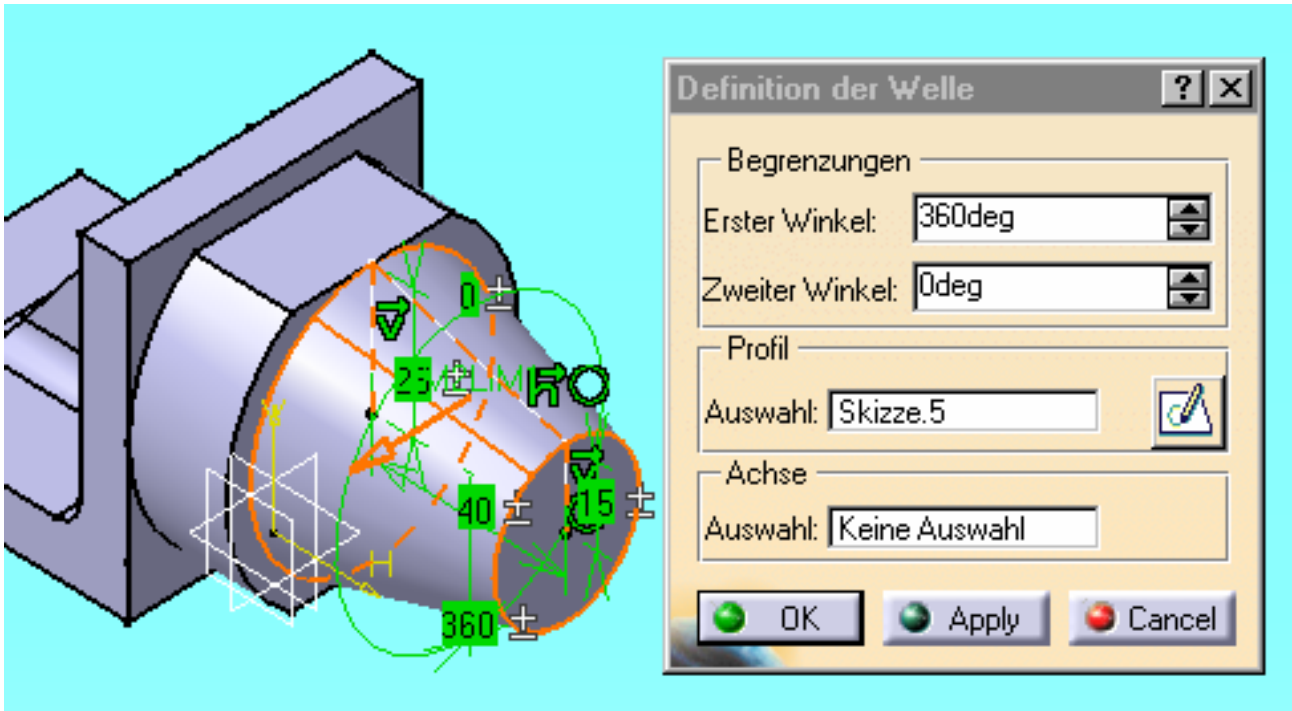 Definition der Welle
Begrenzungen
Erster Winkel: 360deg
Zweiter Winkel: 0deg
Profil
Auswahl: Skizze.5
Achse
Auswahl: Keine Auswahl
OK Apply Cancel
0
25
V
h
V
40
15
H
360